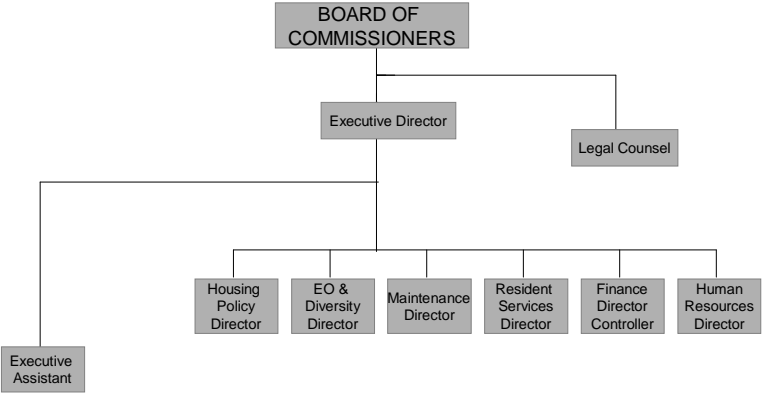 BOARD OF
COMMISSIONERS
Executive Director
Legal Counsel
Housing
Policy
Director
EO &
Diversity
Director
Maintenance
Director
Resident
Services
Director
Finance
Director
Controller
Human
Resources
Director
Executive
Assistant